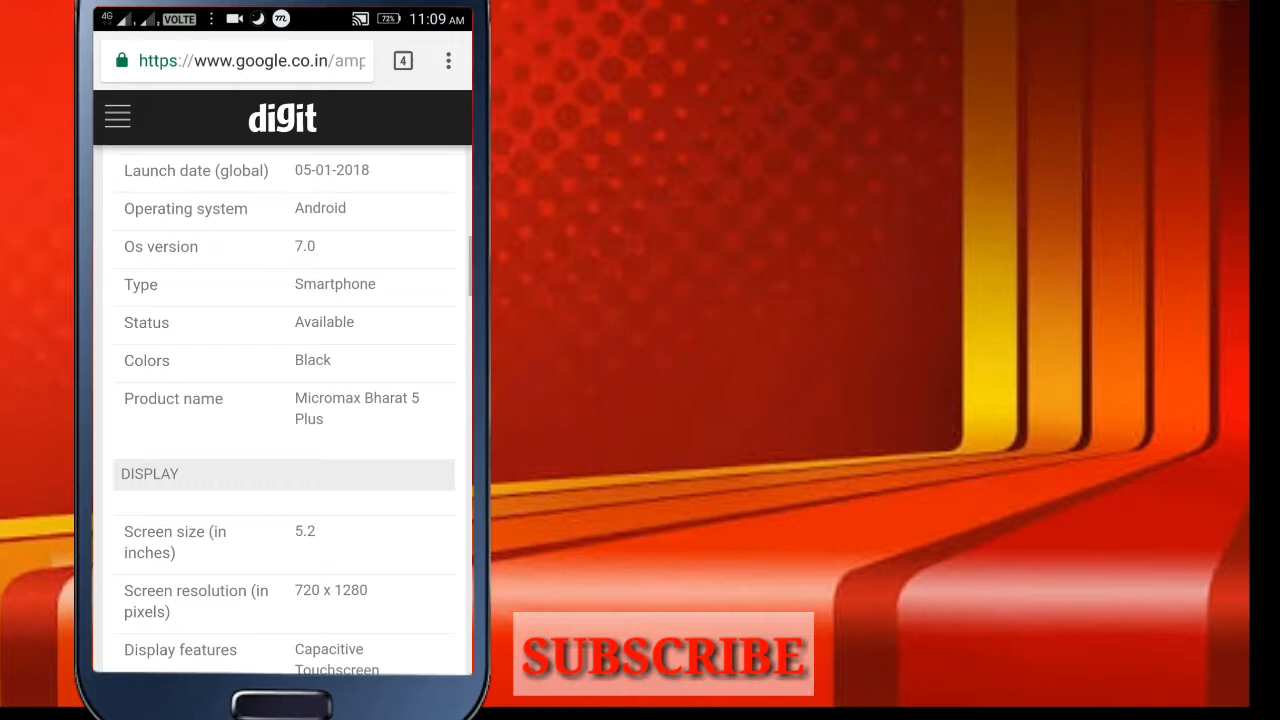 4G VOLTE 72% 11:09 AM
https://www.google.co.in/amp 4
digit
Launch date (global) 05-01-2018
Operating system Android
Os version 7.0
Type Smartphone
Status Available
Colors Black
Product name Micromax Bharat 5
Plus
DISPLAY
Screen size (in 5.2
inches)
Screen resolution (in 720 x 1280
pixels)
Display features Capacitive
Touchscreen
SUBSCRIBE